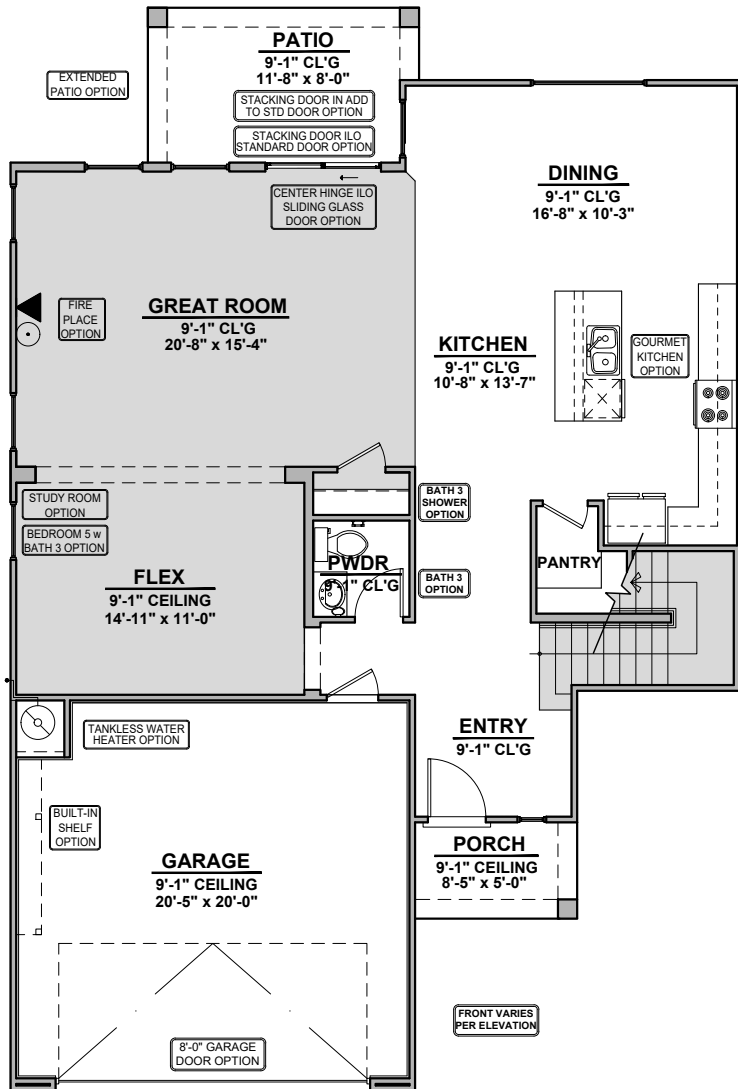 PATIO
9'-1" CL'G
11'-8" x 8'-0"
EXTENDED
PATIO OPTION
STACKING DOOR IN ADD
TO STD DOOR OPTION
STACKING DOOR ILO
STANDARD DOOR OPTION
CENTER HINGE ILO
SLIDING GLASS
DOOR OPTION
DINING
9'-1" CL'G
16'-8" x 10'-3"
GREAT ROOM
9'-1" CL'G
20'-8" x 15'-4"
FIRE
PLACE
OPTION
KITCHEN
9'-1" CL'G
10'-8" x 13'-7"
GOURMET
KITCHEN
OPTION
STUDY ROOM
OPTION
BEDROOM 5 w
BATH 3 OPTION
BATH 3
SHOWER
OPTION
FLEX
9'-1" CEILING
14'-11" x 11'-0"
PWDR
9'-1" CL'G
BATH 3
OPTION
PANTRY
TANKLESS WATER
HEATER OPTION
ENTRY
9'-1" CL'G
BUILT-IN
SHELF
OPTION
GARAGE
9'-1" CEILING
20'-5" x 20'-0"
PORCH
9'-1" CEILING
8'-5" x 5'-0"
8'-0" GARAGE
DOOR OPTION
FRONT VARIES
PER ELEVATION